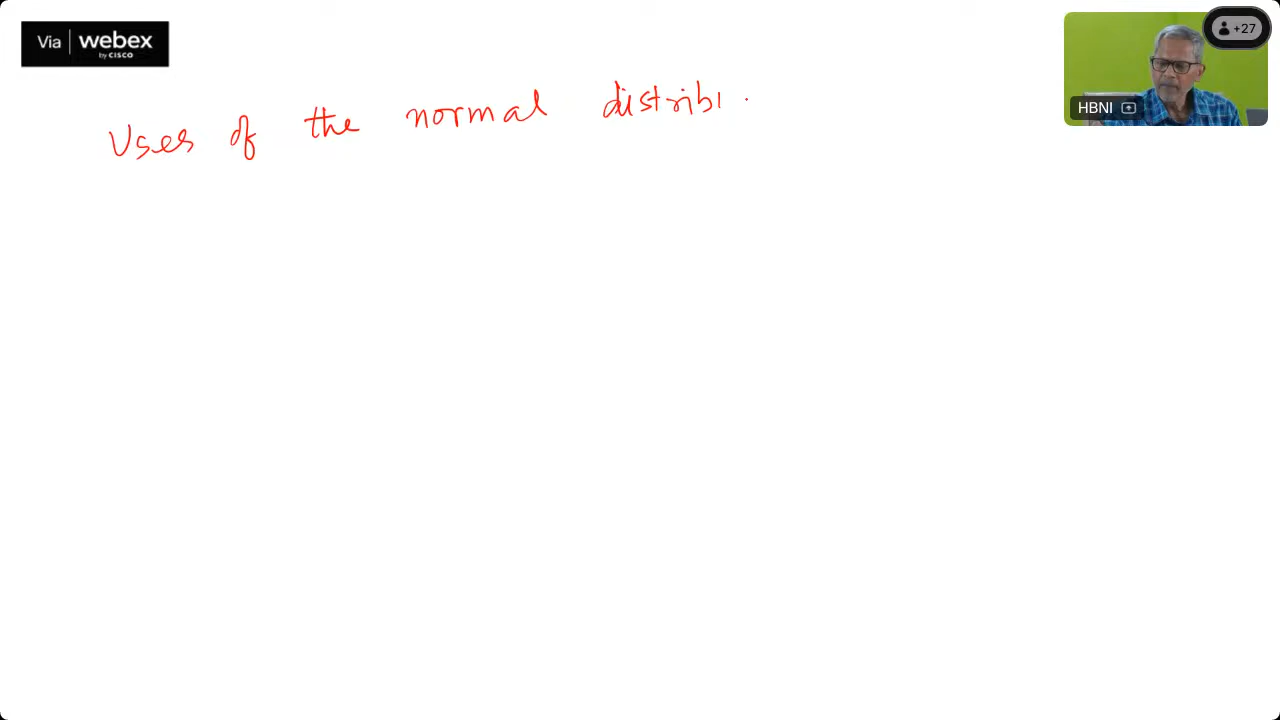 Via webex
by CISCO
+27
HBNI
Uses of the normal distrib